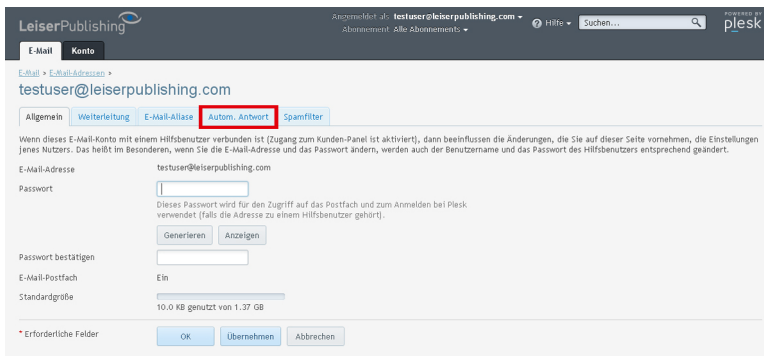 LeiserPublishing
Angemeldet als testuser@leiserpublishing.com
Abonnement Alle Abonnements
Hilfe
Suchen...
POWERED BY
plesk
E-Mail Konto
E-Mail > E-Mail-Adressen >
testuser@leiserpublishing.com
Allgemein Weiterleitung E-Mail-Aliase Autom. Antwort Spamfilter
Wenn dieses E-Mail-Konto mit einem Hilfsbenutzer verbunden ist (Zugang zum Kunden-Panel ist aktiviert), dann beeinflussen die Änderungen, die Sie auf dieser Seite vornehmen, die Einstellungen
jenes Nutzers. Das heißt im Besonderen, wenn Sie die E-Mail-Adresse und das Passwort ändern, werden auch der Benutzername und das Passwort des Hilfsbenutzers entsprechend geändert.
E-Mail-Adresse testuser@leiserpublishing.com
Passwort
Dieses Passwort wird für den Zugriff auf das Postfach und zum Anmelden bei Plesk
verwendet (falls die Adresse zu einem Hilfsbenutzer gehört).
Generieren Anzeigen
Passwort bestätigen
E-Mail-Postfach Ein
Standardgröße
10.0 KB genutzt von 1.37 GB
* Erforderliche Felder OK Übernehmen Abbrechen